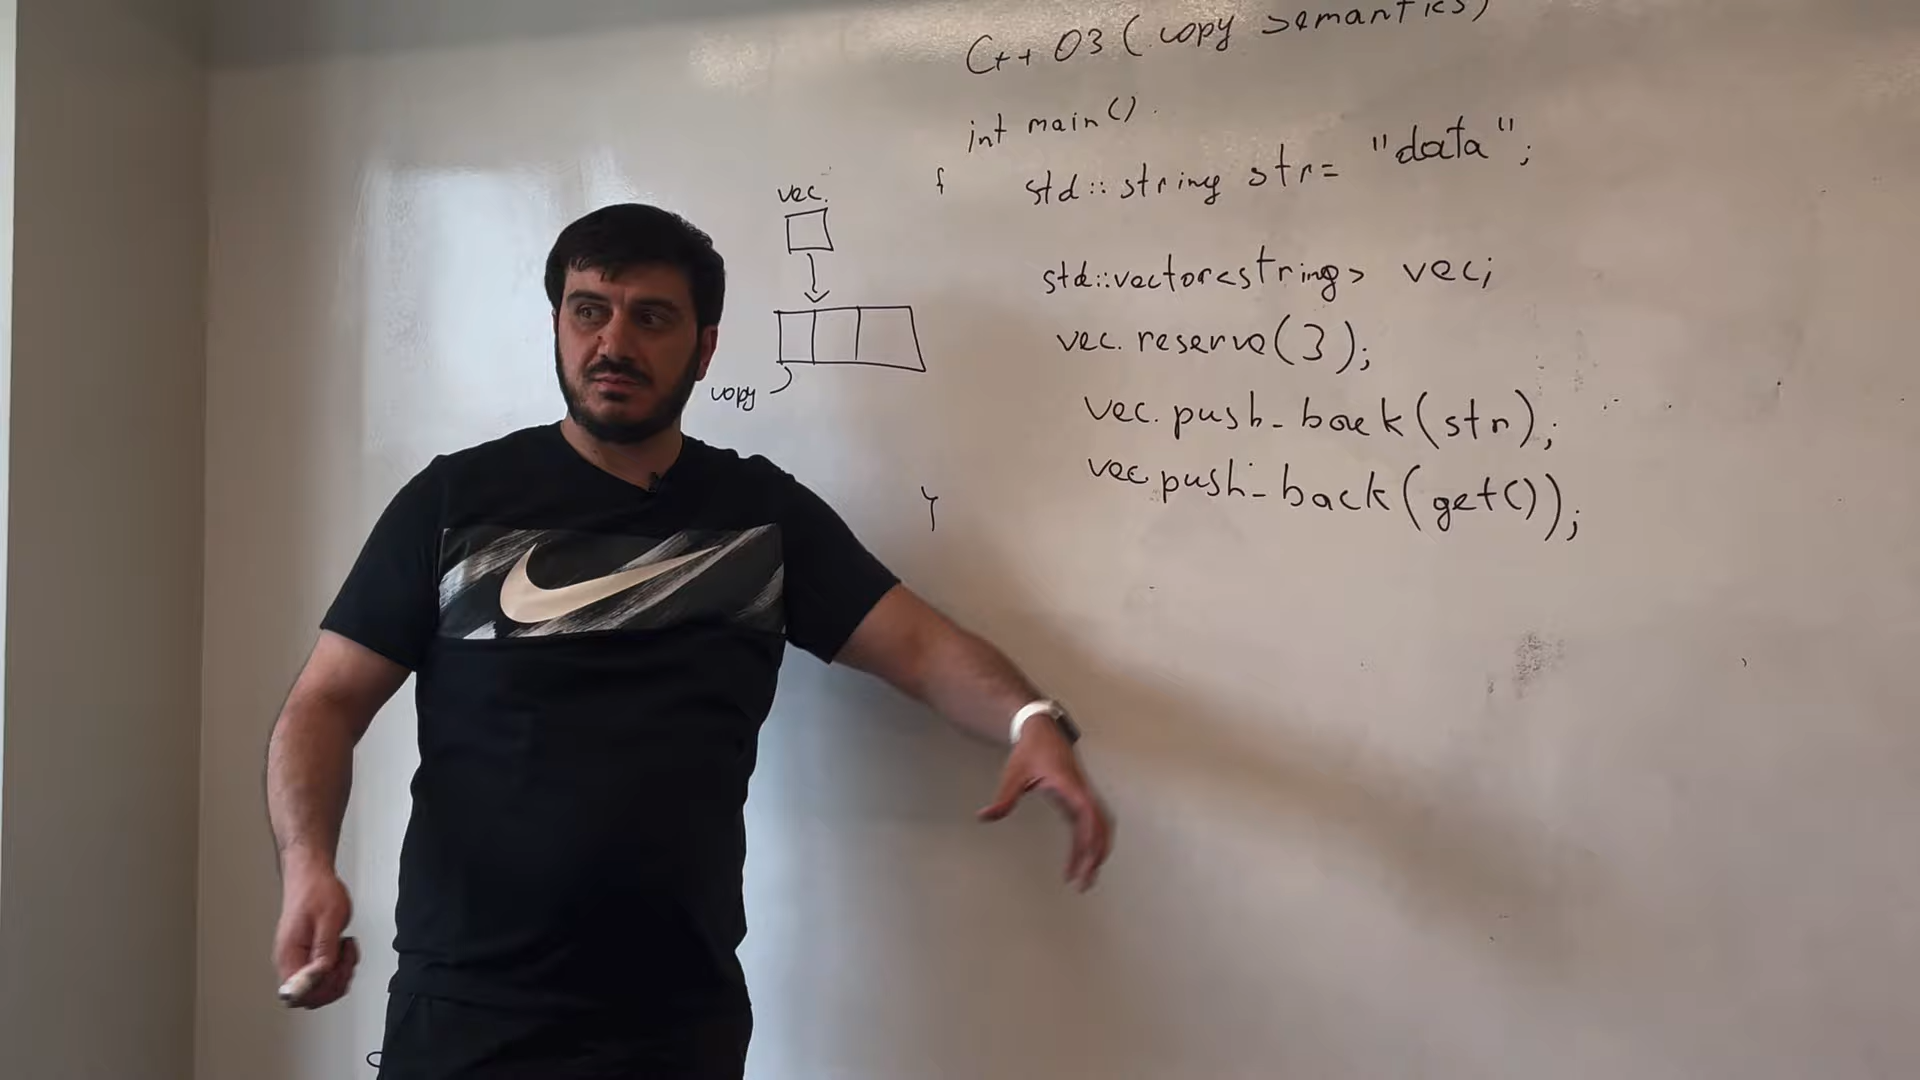 C++ 03 (copy semantics)
int main()
{
std::string str= "data";
std::vector<string> vec;
vec.reserve(3);
vec.push_back(str);
vec.push_back(get());
}
vec.
copy